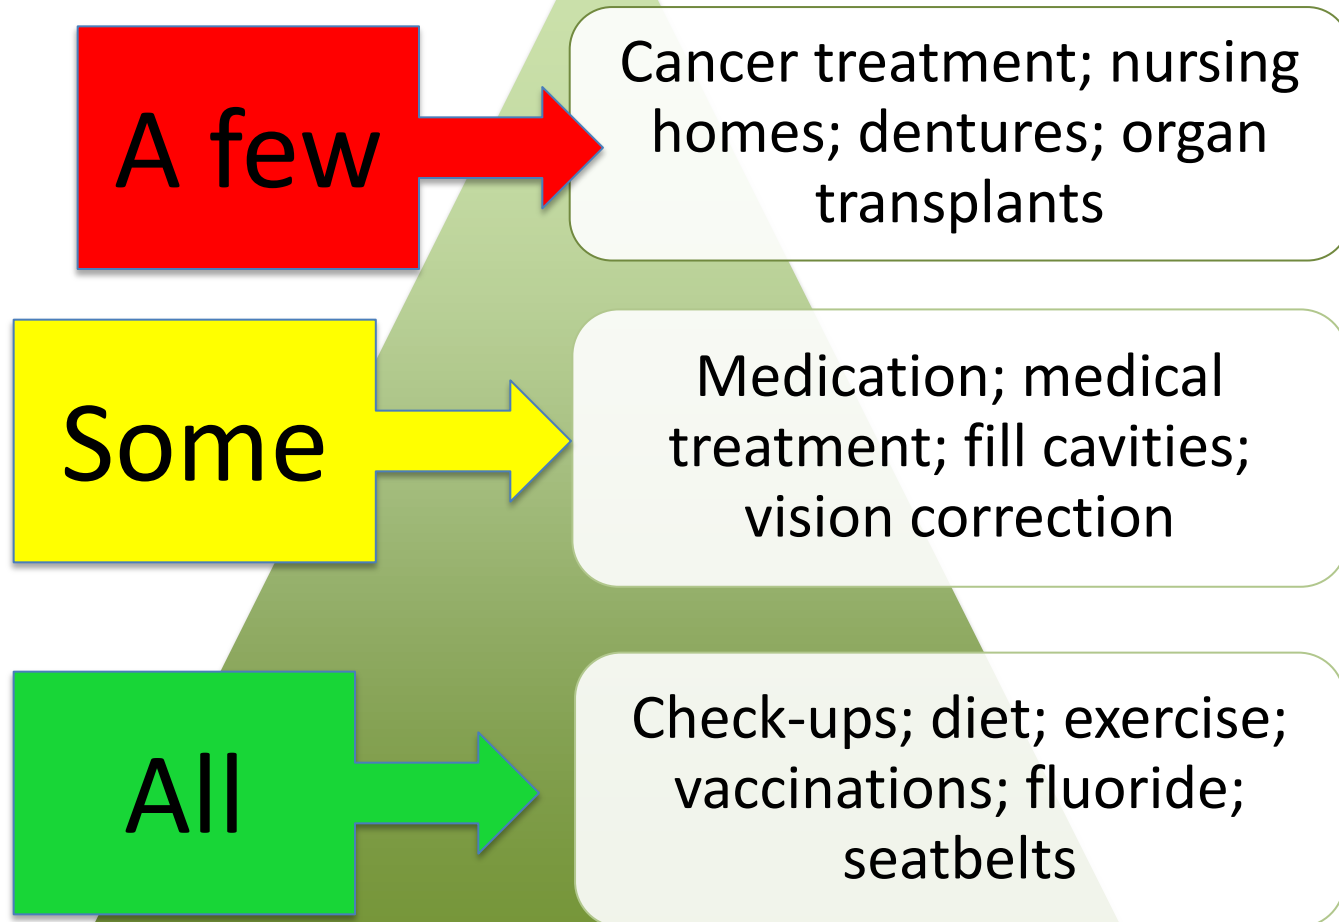 A few
Cancer treatment; nursing
homes; dentures; organ
transplants
Some
Medication; medical
treatment; fill cavities;
vision correction
All
Check-ups; diet; exercise;
vaccinations; fluoride;
seatbelts